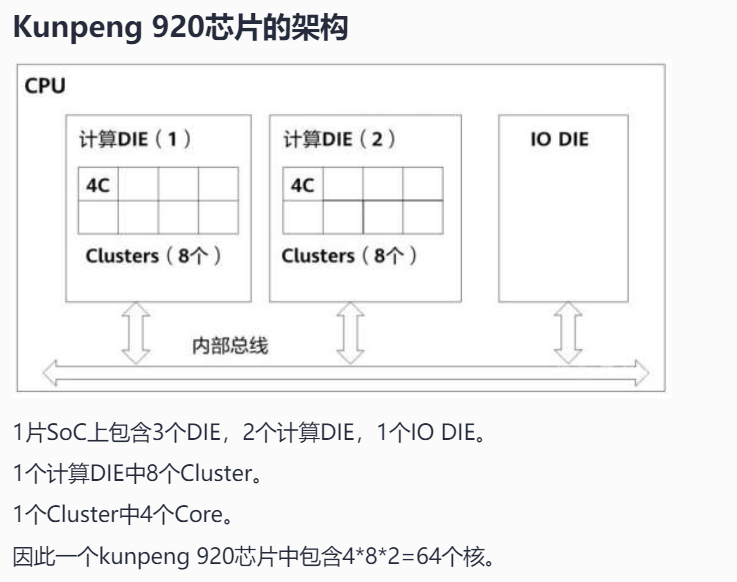 Kunpeng 920芯片的架构
CPU
计算DIE（1）
计算DIE（2）
IO DIE
4C
4C
Clusters（8个）
Clusters（8个）
内部总线
1片SoC上包含3个DIE，2个计算DIE，1个IO DIE。
1个计算DIE中8个Cluster。
1个Cluster中4个Core。
因此一个kunpeng 920芯片中包含4*8*2=64个核。